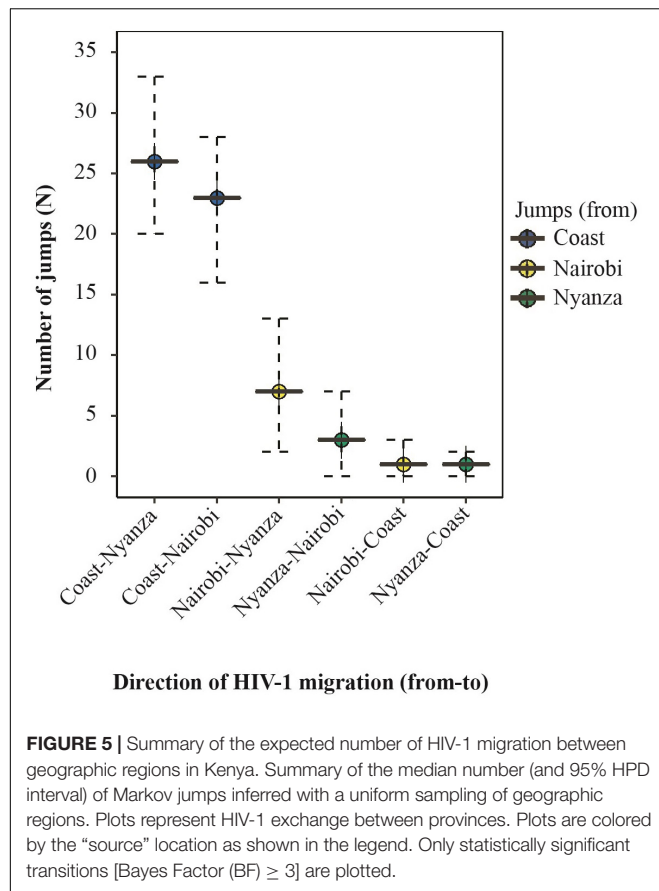 35
30
25
20
15
10
5
0
Number of jumps (N)
Jumps (from)
Coast
Nairobi
Nyanza
Coast-Nyanza
Coast-Nairobi
Nairobi-Nyanza
Nyanza-Nairobi
Nairobi-Coast
Nyanza-Coast
Direction of HIV-1 migration (from-to)
FIGURE 5 | Summary of the expected number of HIV-1 migration between
geographic regions in Kenya. Summary of the median number (and 95% HPD
interval) of Markov jumps inferred with a uniform sampling of geographic
regions. Plots represent HIV-1 exchange between provinces. Plots are colored
by the “source” location as shown in the legend. Only statistically significant
transitions [Bayes Factor (BF) ≥ 3] are plotted.